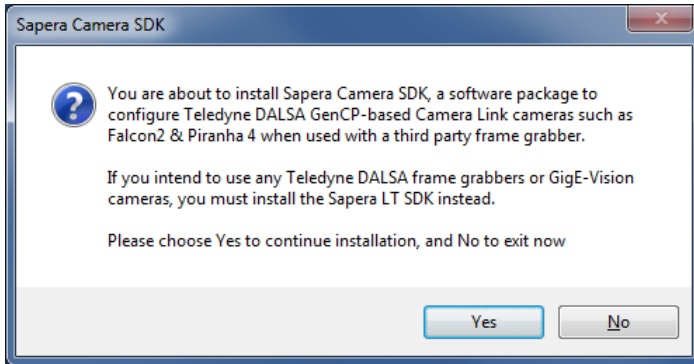 Sapera Camera SDK
You are about to install Sapera Camera SDK, a software package to
configure Teledyne DALSA GenCP-based Camera Link cameras such as
Falcon2 & Piranha 4 when used with a third party frame grabber.
If you intend to use any Teledyne DALSA frame grabbers or GigE-Vision
cameras, you must install the Sapera LT SDK instead.
Please choose Yes to continue installation, and No to exit now
Yes
No